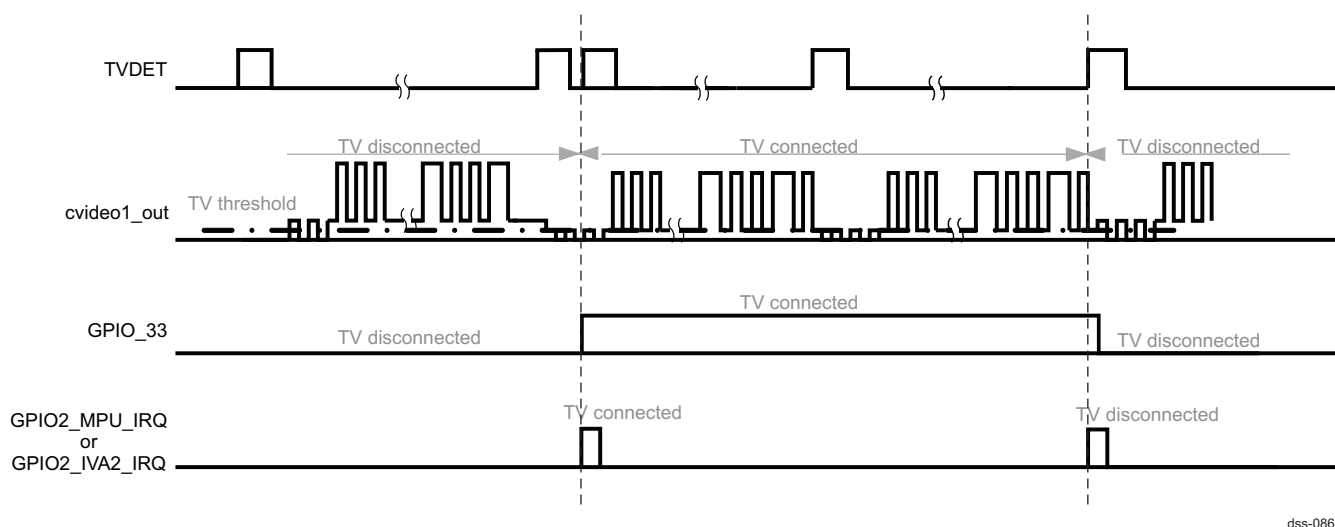 TVDET
TV disconnected
TV connected
TV disconnected
TV threshold
cvideo1_out
TV connected
GPIO_33
TV disconnected
TV disconnected
GPIO2_MPU_IRQ
or
GPIO2_IVA2_IRQ
TV connected
TV disconnected
dss-086